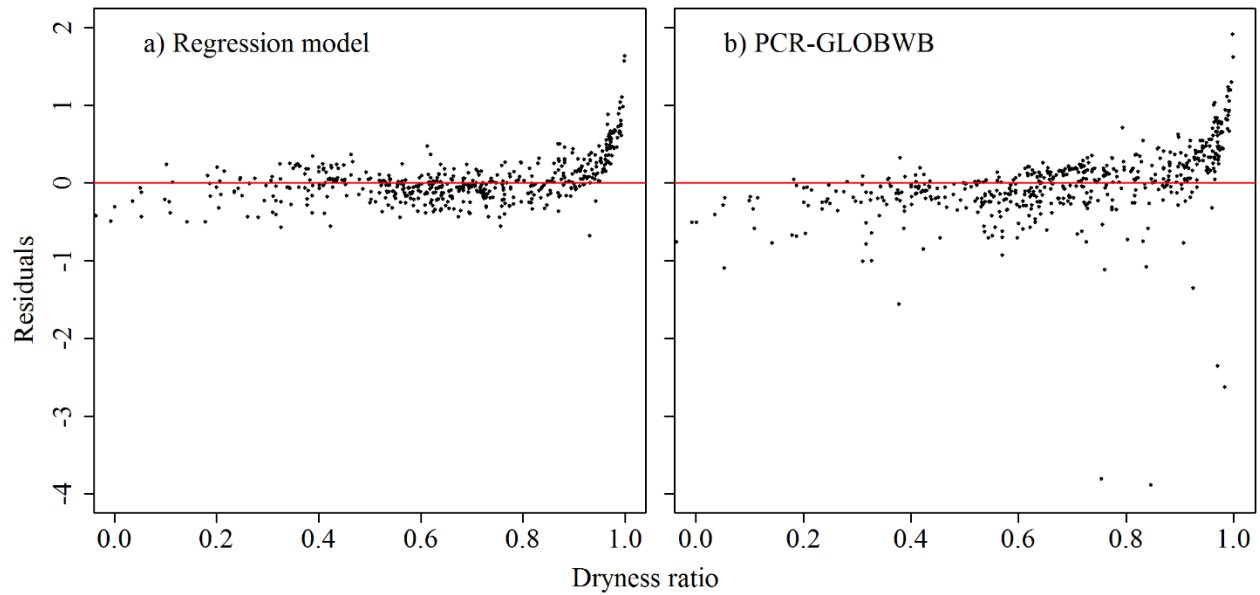 a) Regression model
b) PCR-GLOBWB
2
1
0
-1
-2
-3
-4
Residuals
0.0 0.2 0.4 0.6 0.8 1.0
0.0 0.2 0.4 0.6 0.8 1.0
Dryness ratio